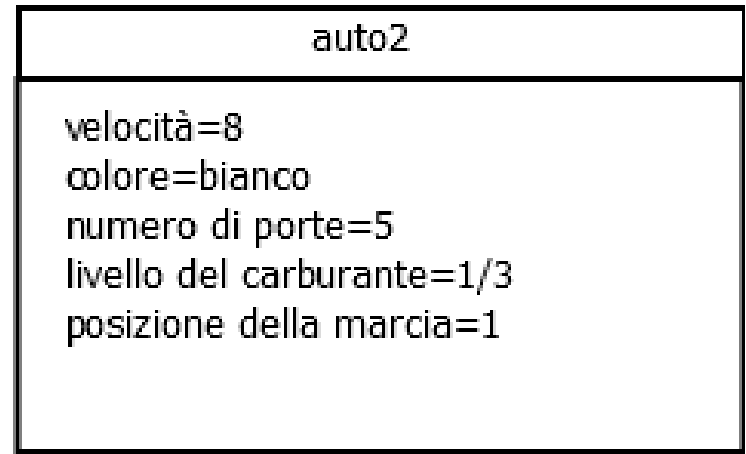 auto2
velocità=8
colore=bianco
numero di porte=5
livello del carburante=1/3
posizione della marcia=1